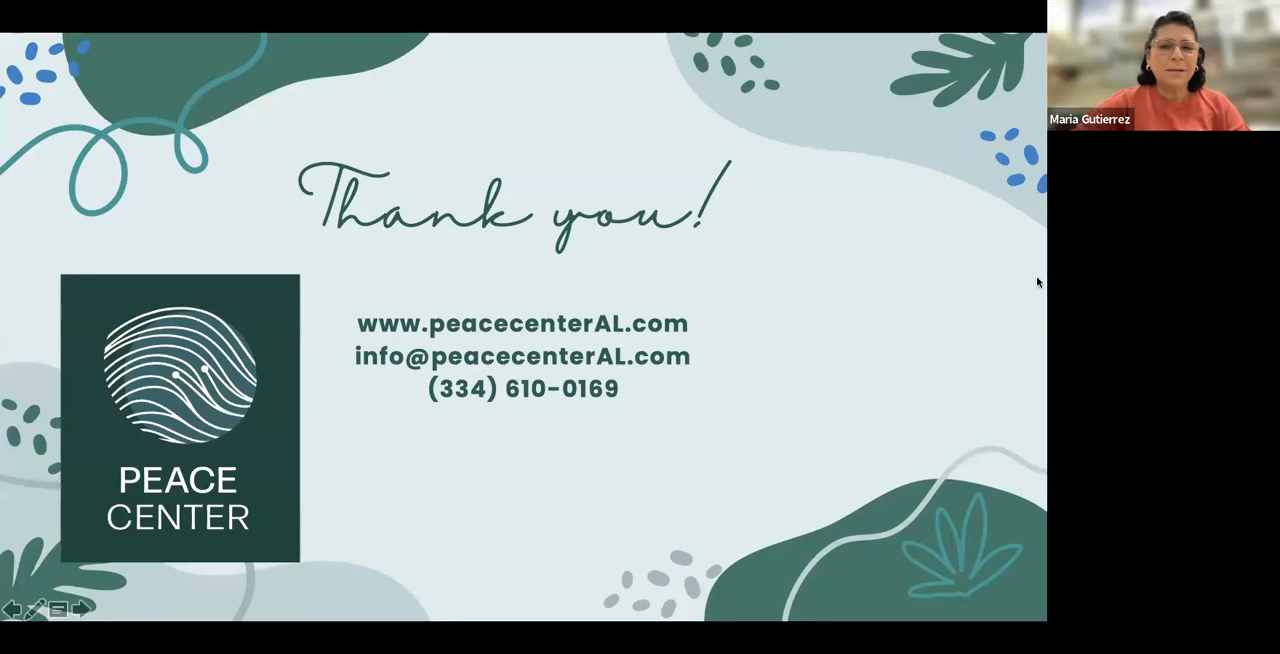 Thank you!
www.peacecenterAL.com
info@peacecenterAL.com
(334) 610-0169
PEACE
CENTER
Maria Gutierrez